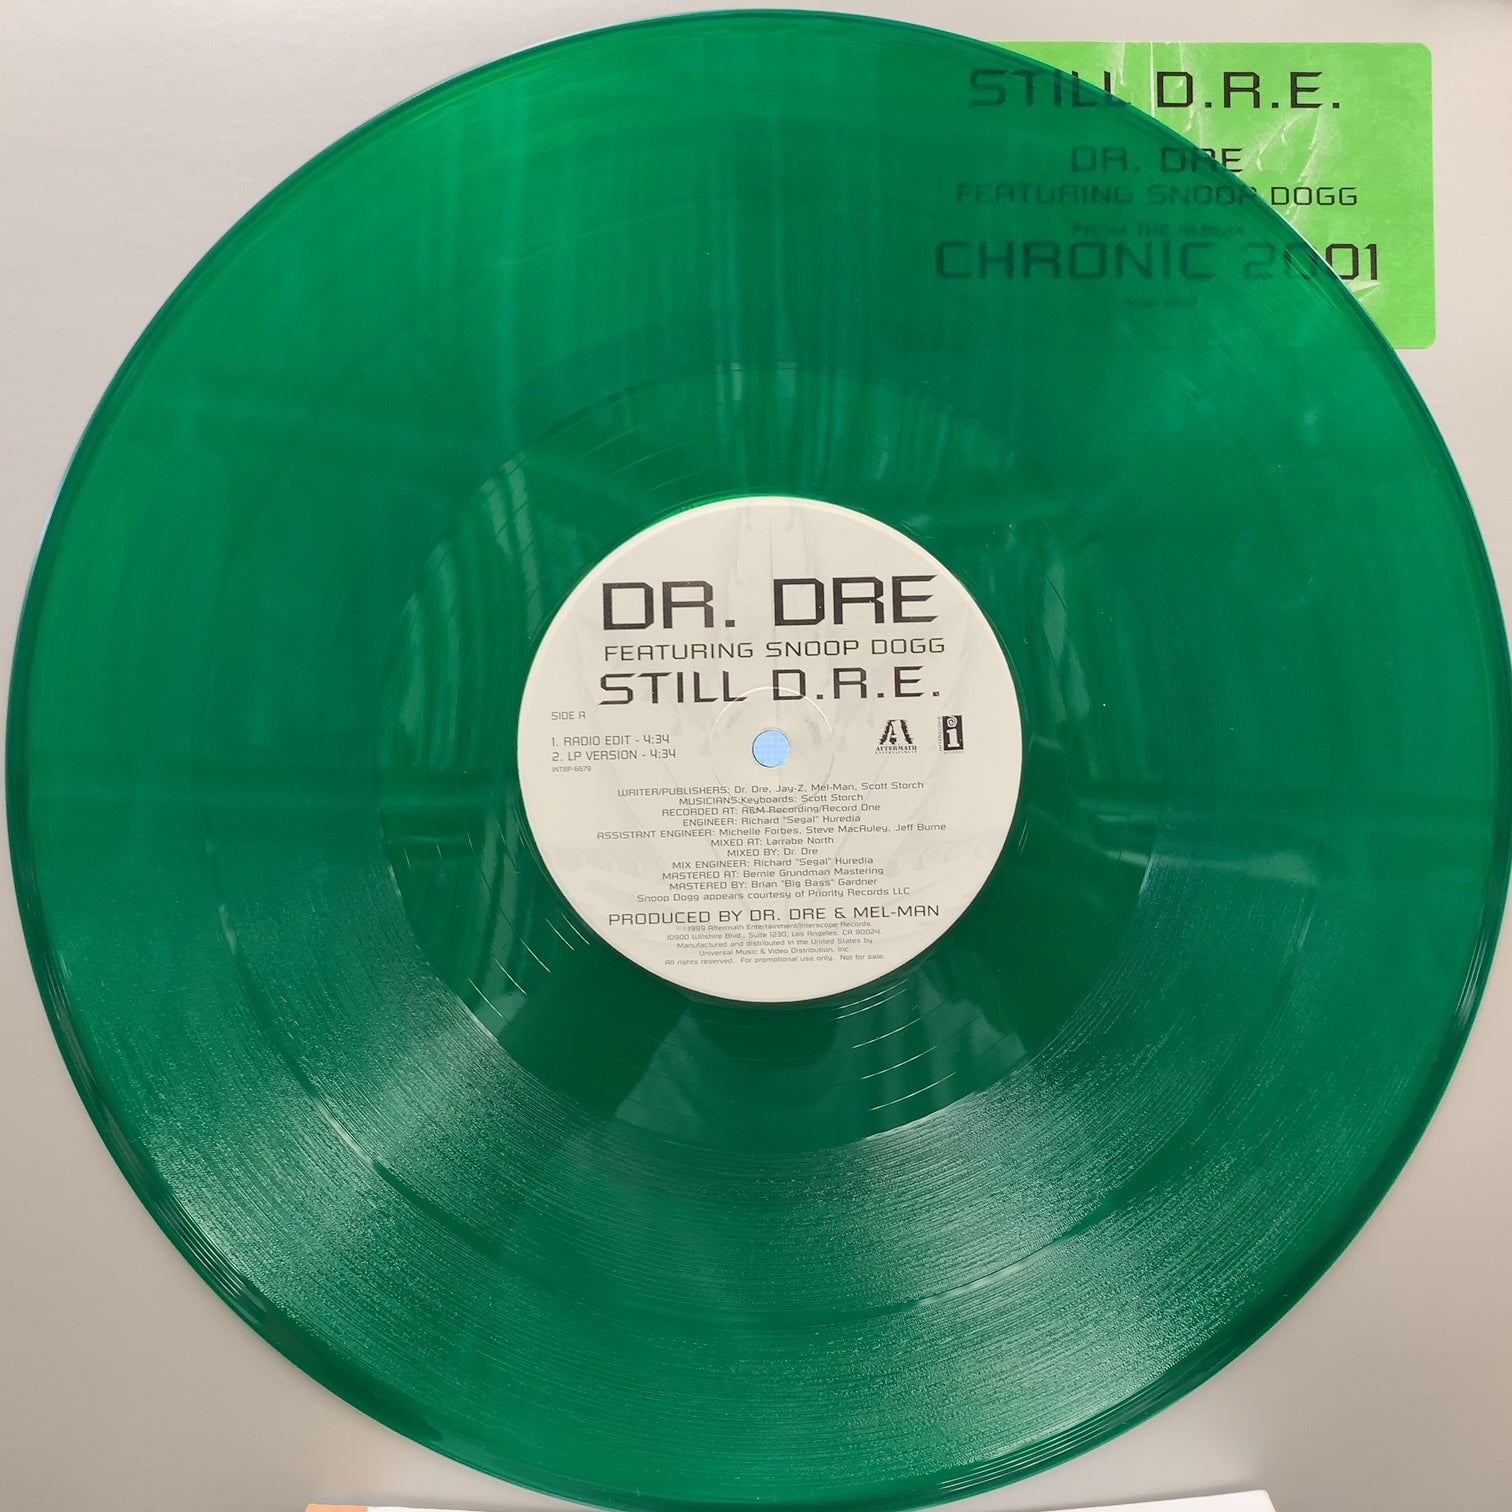 STILL D.R.E.
DR. DRE
FEATURING SNOOP DOGG
FROM THE ALBUM
CHRONIC 2001
DR. DRE
FEATURING SNOOP DOGG
STILL D.R.E.
SIDE A
1. RADIO EDIT - 4:34
2. LP VERSION - 4:34
INT8P-6679
AFTERMATH
ENTERTAINMENT
INTERSCOPE
RECORDS
WRITER/PUBLISHERS: Dr. Dre, Jay-Z, Mel-Man, Scott Storch
MUSICIANS:Keyboards: Scott Storch
RECORDED AT: A&M Recording/Record One
ENGINEER: Richard "Segal" Huredia
ASSISTANT ENGINEER: Michelle Forbes, Steve MacAuley, Jeff Burne
MIXED AT: Larrabe North
MIXED BY: Dr. Dre
MIX ENGINEER: Richard "Segal" Huredia
MASTERED AT: Bernie Grundman Mastering
MASTERED BY: Brian "Big Bass" Gardner
Snoop Dogg appears courtesy of Priority Records LLC
PRODUCED BY DR. DRE & MEL-MAN
℗ ©1999 Aftermath Entertainment/Interscope Records.
10900 Wilshire Blvd., Suite 1230, Los Angeles, CA 90024.
Manufactured and distributed in the United States by
Universal Music & Video Distribution, Inc.
All rights reserved. For promotional use only. Not for sale.